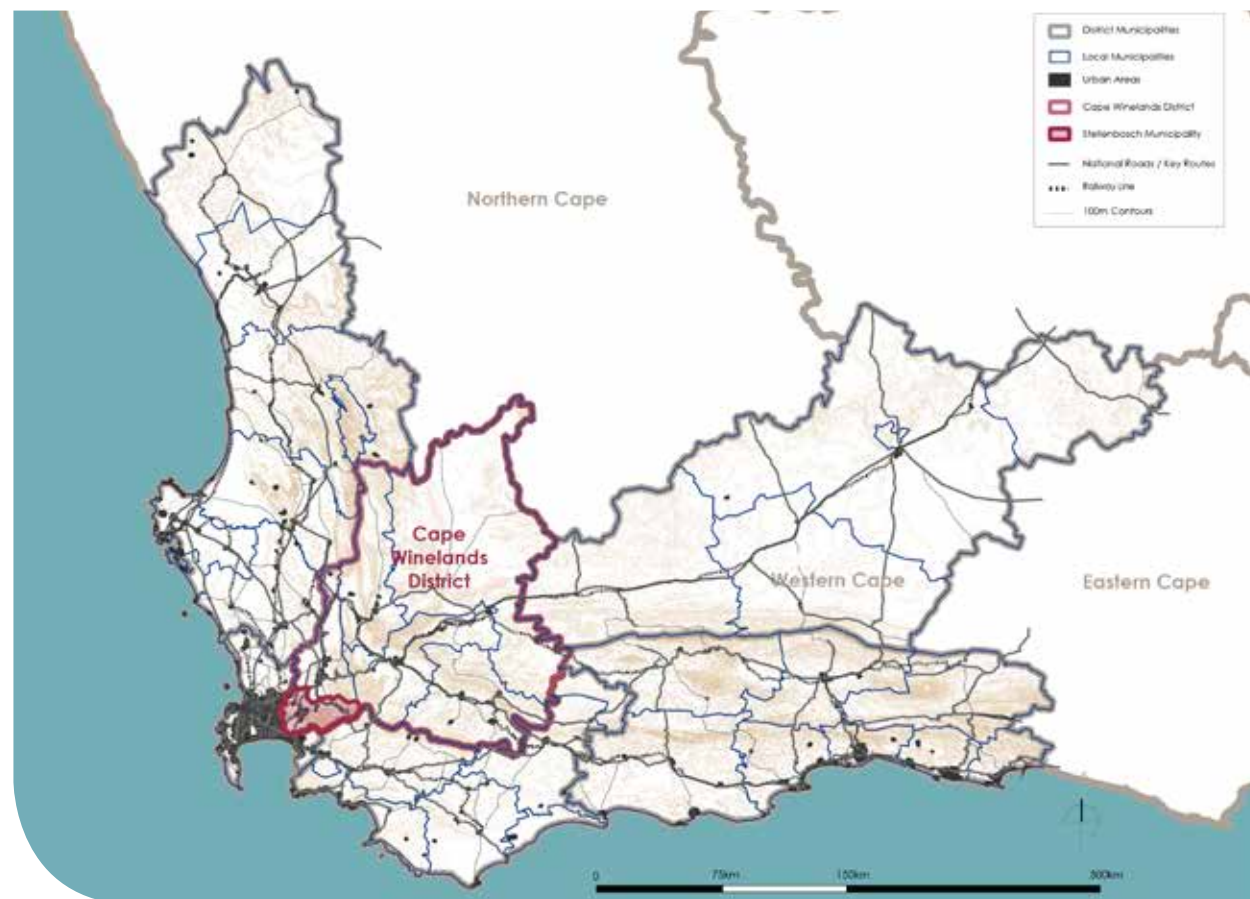 District Municipalities
Local Municipalities
Urban Areas
Cape Winelands District
Stellenbosch Municipality
National Roads / Key Routes
Railway Line
100m Contours
Northern Cape
Cape
Winelands
District
Western Cape
Eastern Cape
0
75km
150km
300km